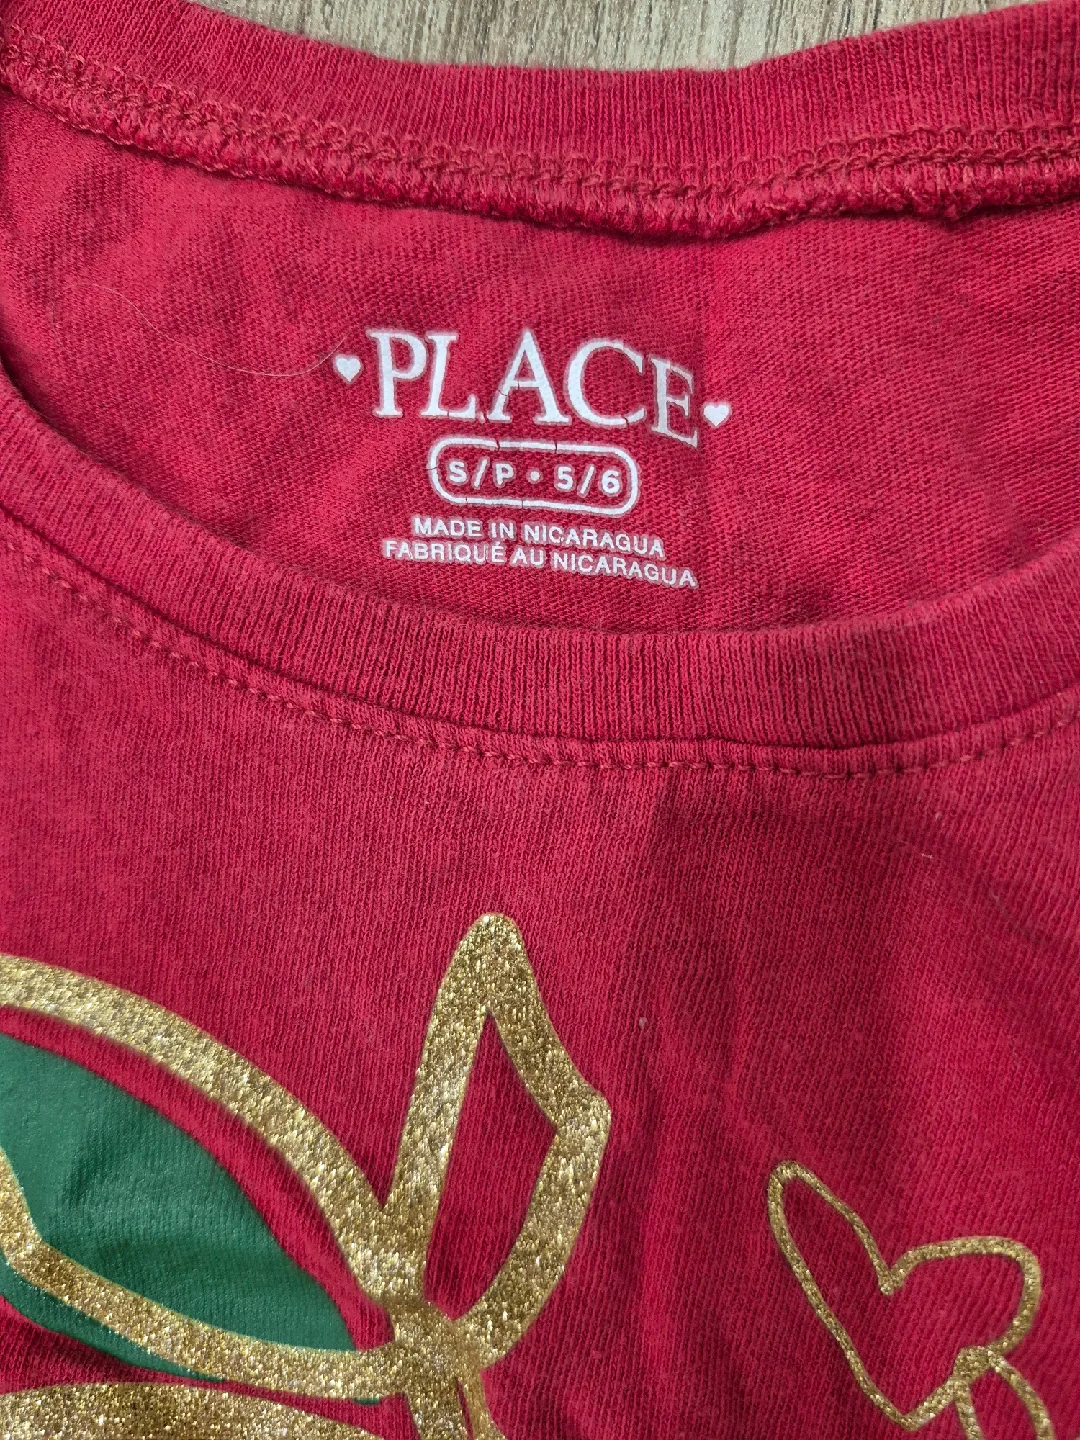 PLACE
S/P • 5/6
MADE IN NICARAGUA
FABRIQUÉ AU NICARAGUA